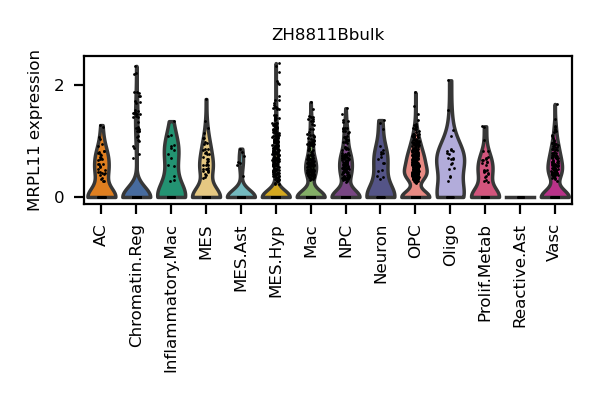 ZH8811Bbulk
MRPL11 expression
2
0
AC
Chromatin.Reg
Inflammatory.Mac
MES
MES.Ast
MES.Hyp
Mac
NPC
Neuron
OPC
Oligo
Prolif.Metab
Reactive.Ast
Vasc